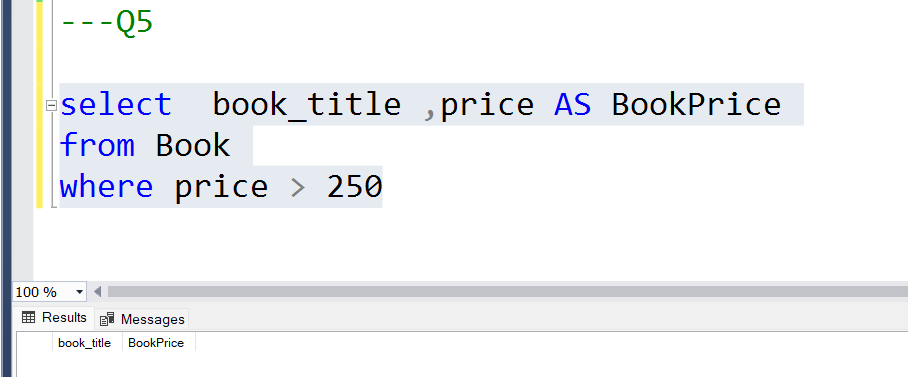 ---Q5
select  book_title ,price AS BookPrice
from Book
where price > 250
100 %
Results Messages
book_title BookPrice